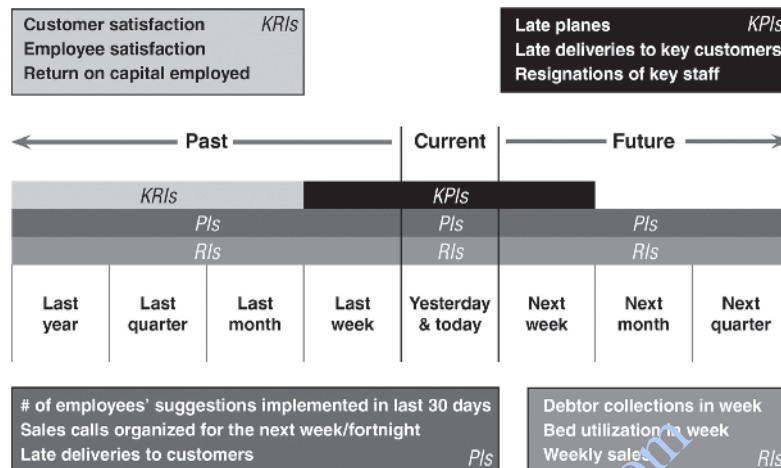 Customer satisfaction KRIs
Employee satisfaction
Return on capital employed
Late planes KPIs
Late deliveries to key customers
Resignations of key staff
Past Current Future
KRIs KPIs
PIs PIs PIs
RIs RIs RIs
Last year
Last quarter
Last month
Last week
Yesterday & today
Next week
Next month
Next quarter
# of employees' suggestions implemented in last 30 days
Sales calls organized for the next week/fortnight
Late deliveries to customers PIs
Debtor collections in week
Bed utilization in week
Weekly sales RIs
om